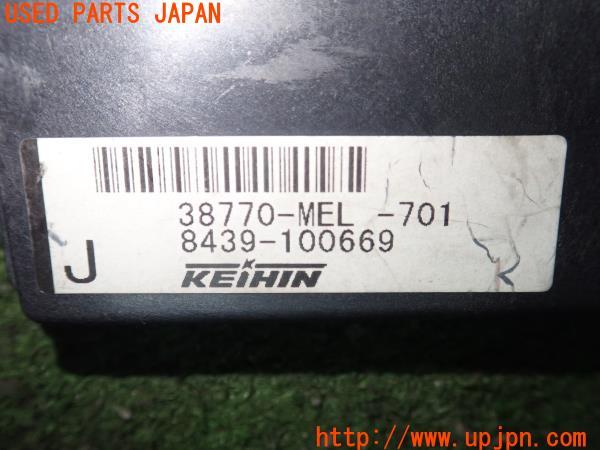 USED PARTS JAPAN
38770-MEL -701
8439-100669
J
KEIHIN
K
http://www.upjpn.com